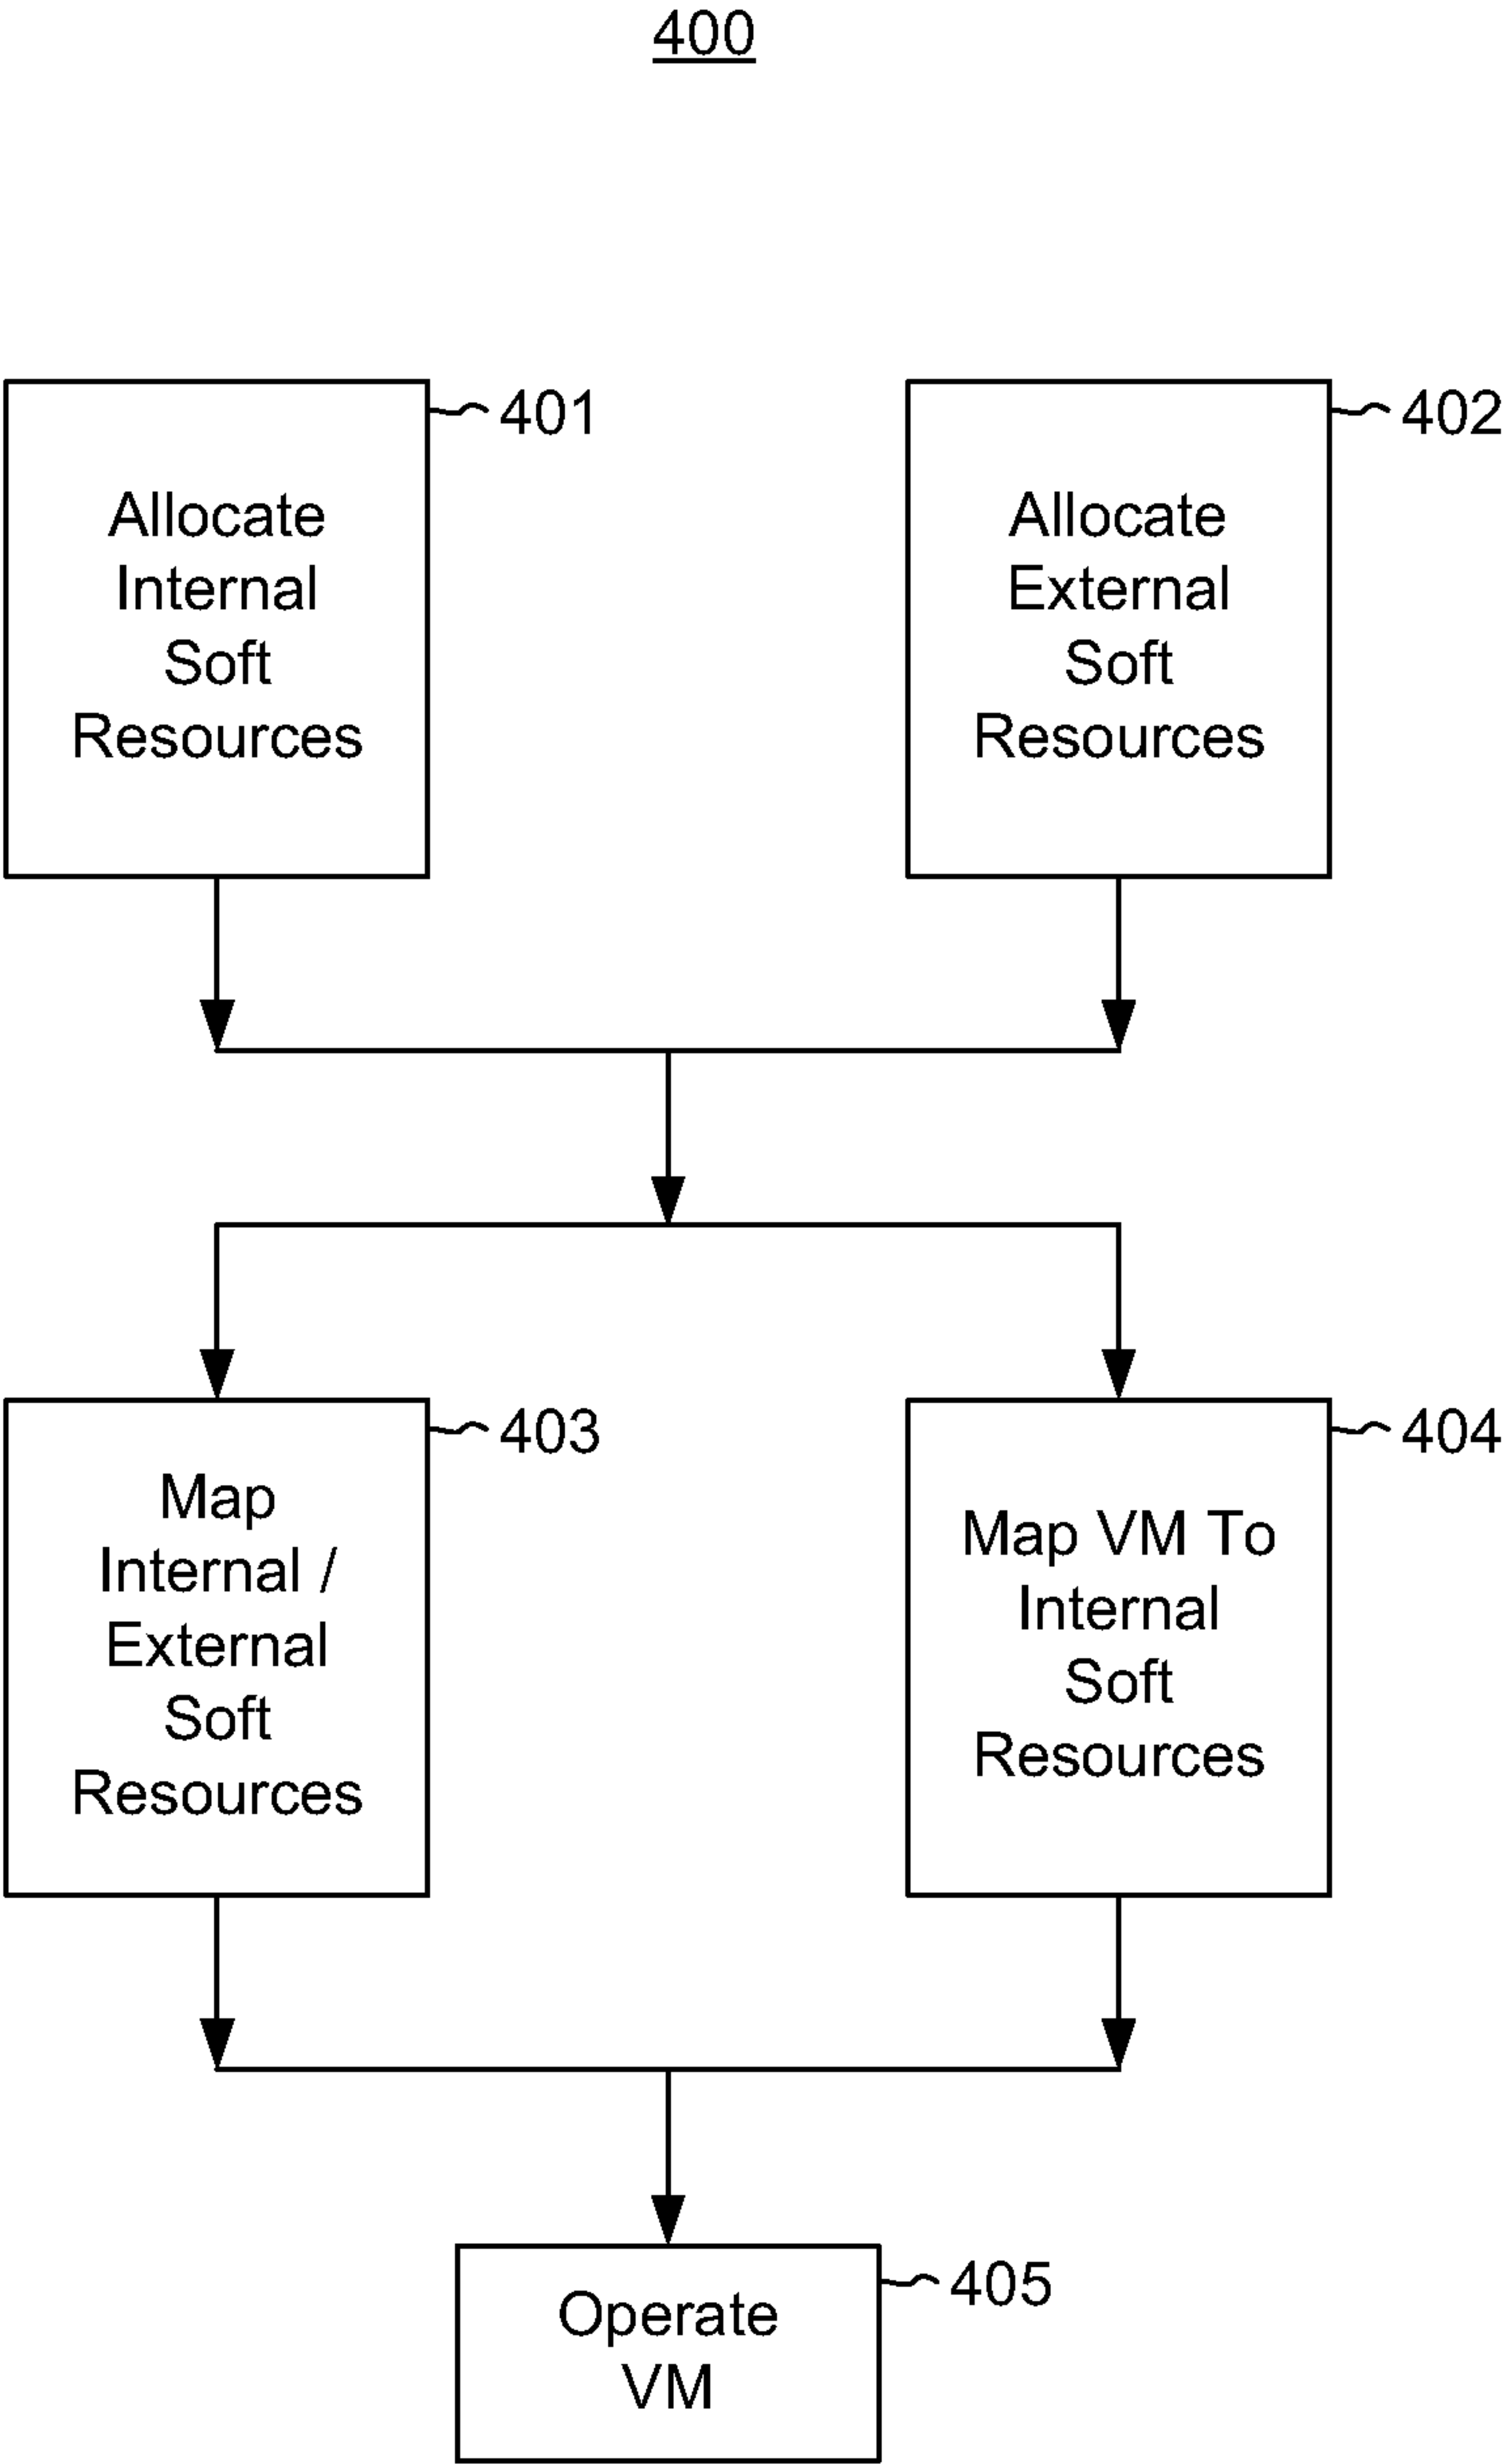 400
401
Allocate
Internal
Soft
Resources
402
Allocate
External
Soft
Resources
403
Map
Internal /
External
Soft
Resources
404
Map VM To
Internal
Soft
Resources
405
Operate
VM